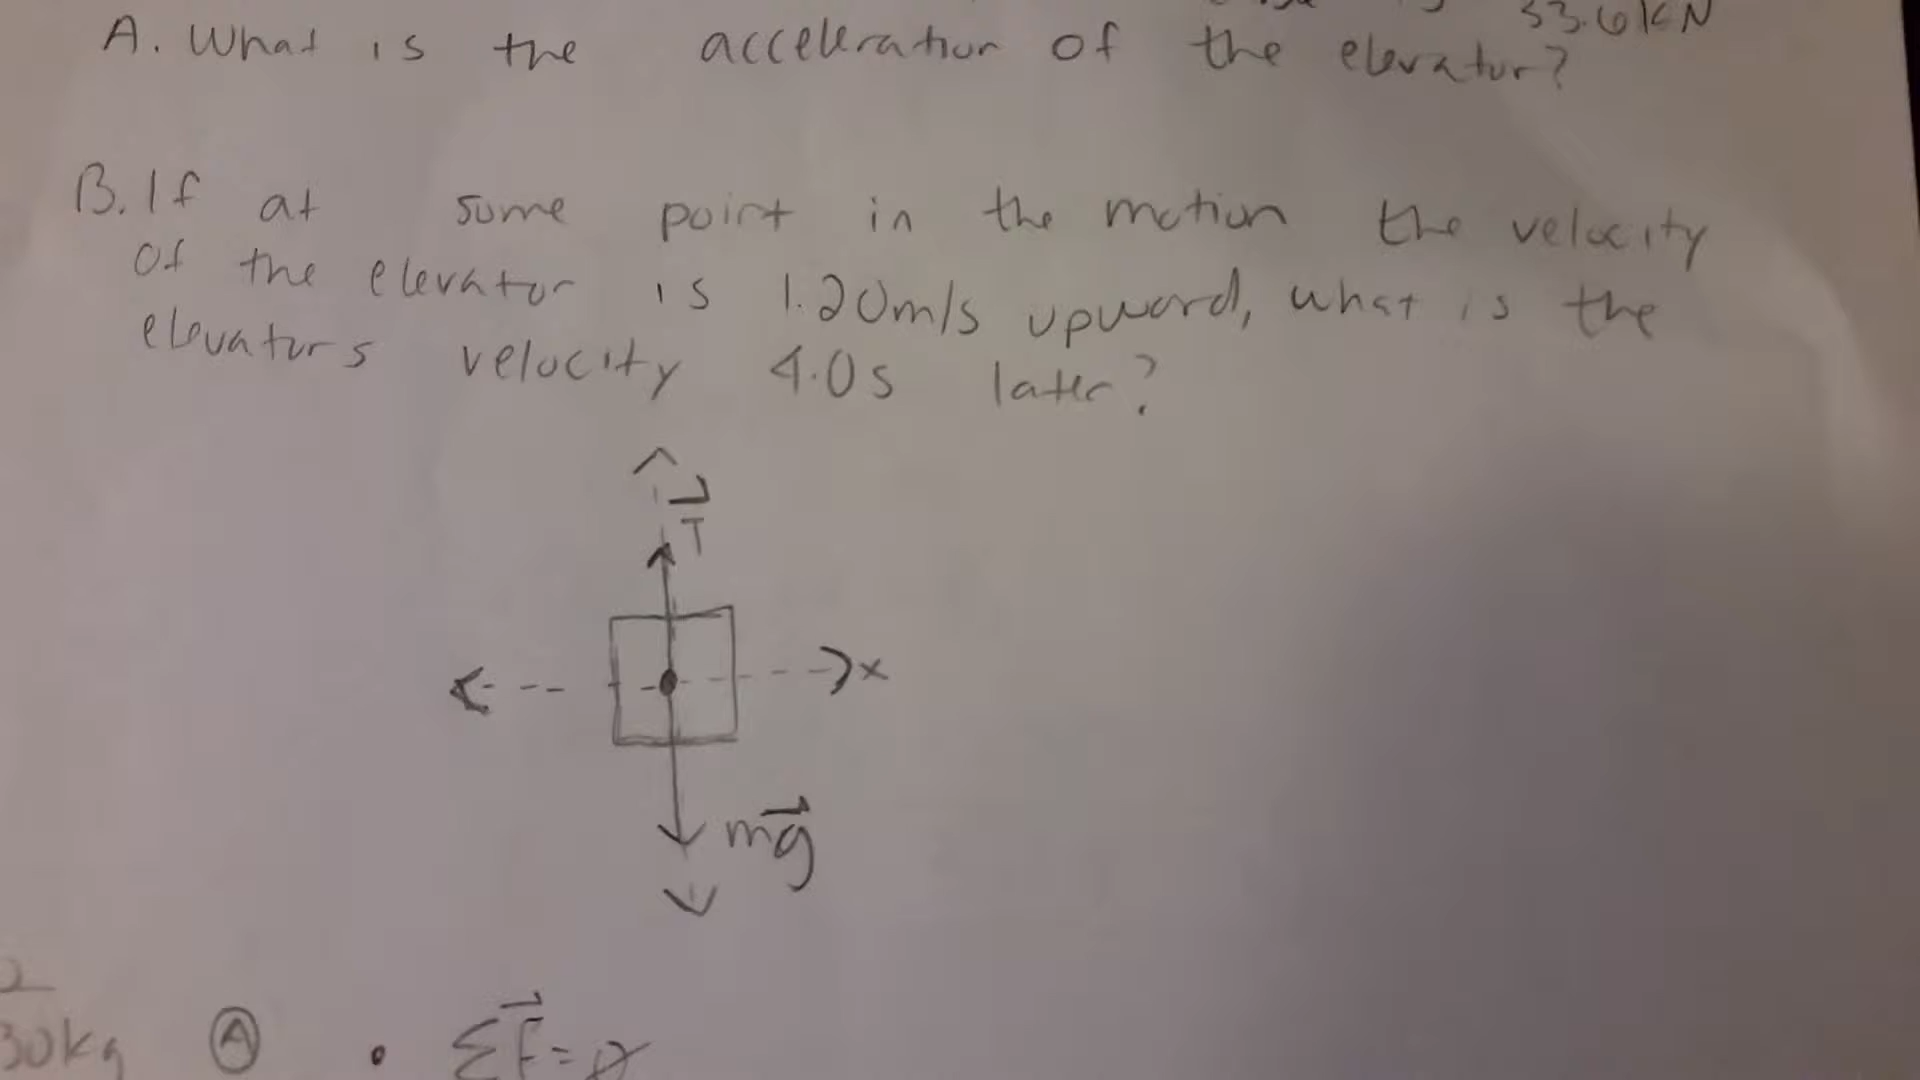 33.6kN
A. What is the acceleration of the elevator?
B. If at some point in the motion the velocity
of the elevator is 1.20m/s upward, what is the
elevators velocity 4.0s later?
T
x
mg
30kg A • ΣF=